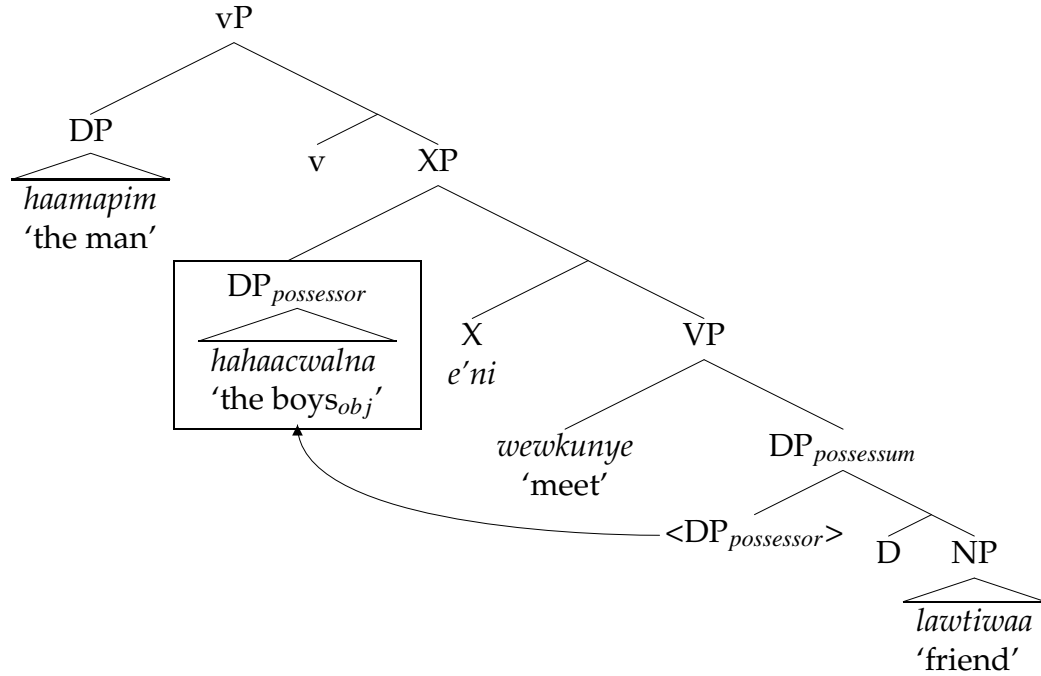 vP
DP
v
XP
haamapim
‘the man’
DPpossessor
hahaacwalna
‘the boysobj’
X
e’ni
VP
wewkunye
‘meet’
DPpossessum
<DPpossessor>
D
NP
lawtiwaa
‘friend’